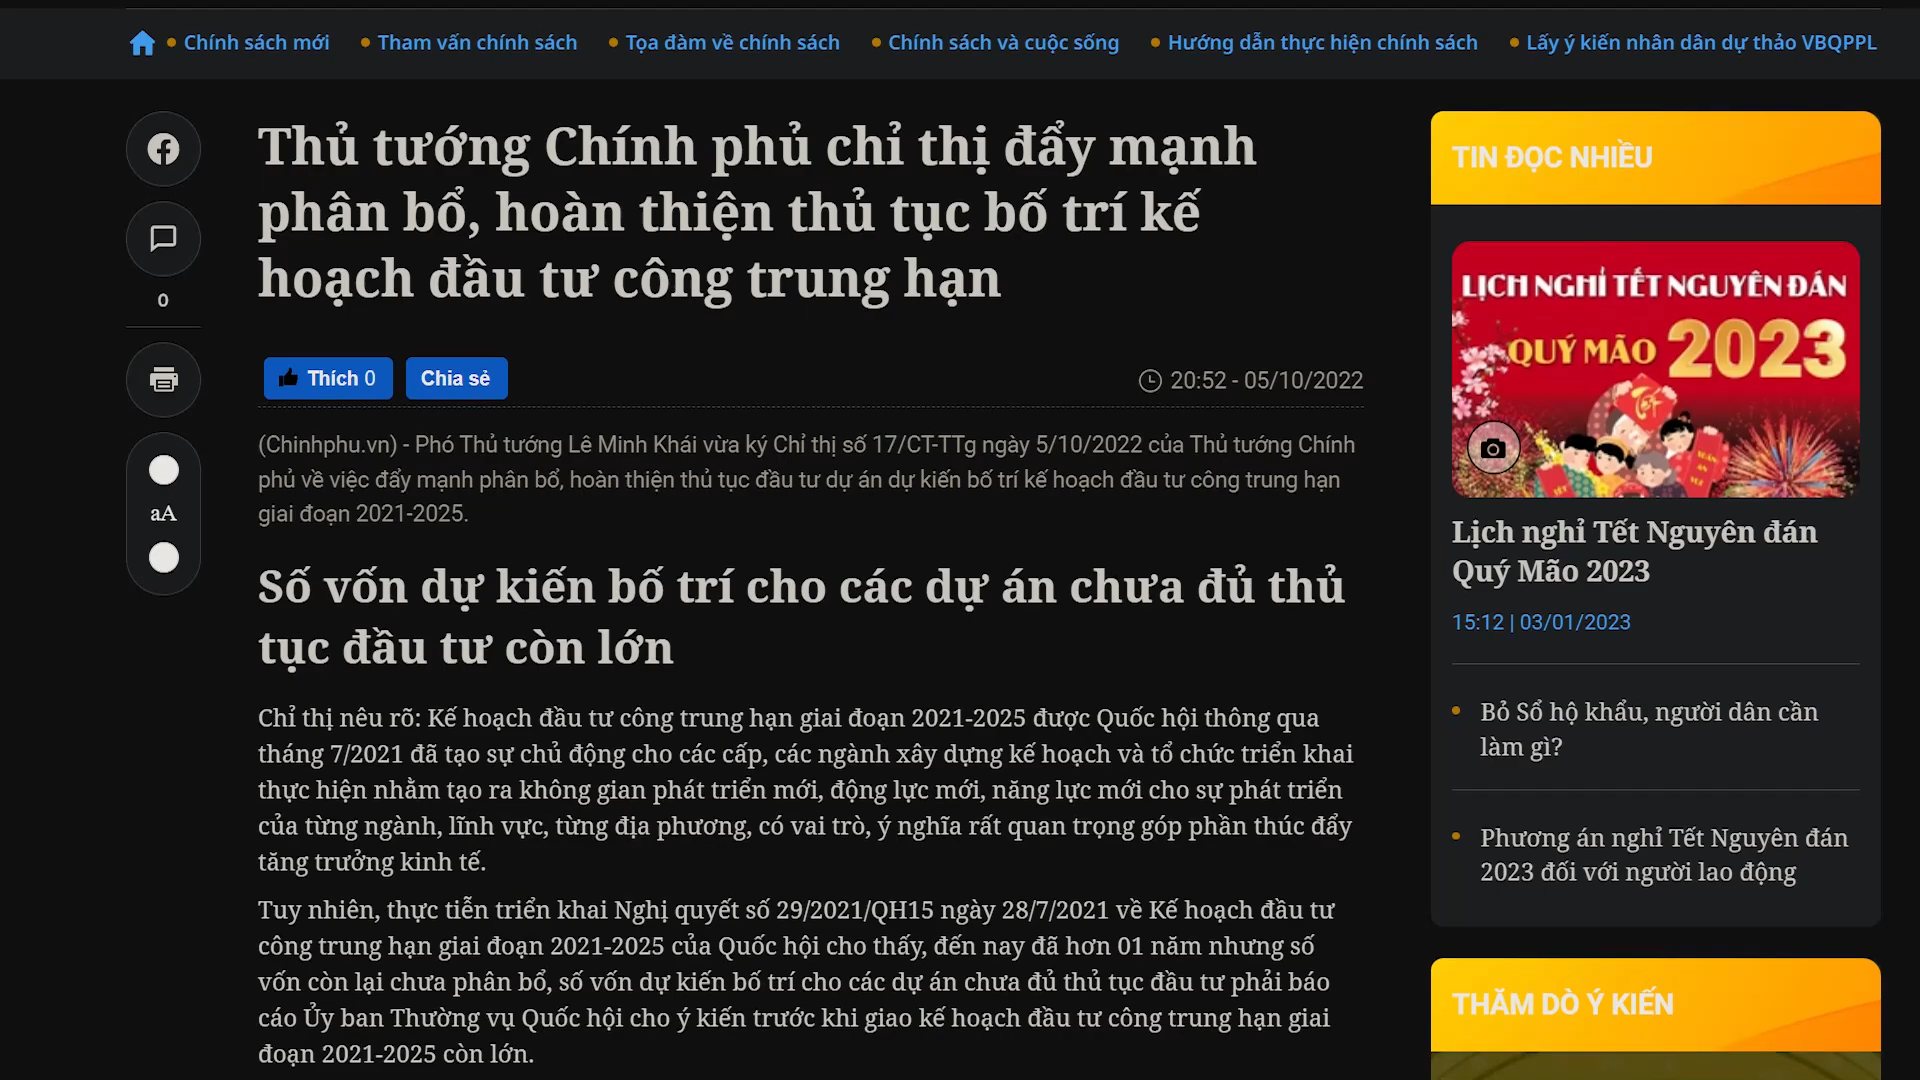 Chính sách mới
Tham vấn chính sách
Tọa đàm về chính sách
Chính sách và cuộc sống
Hướng dẫn thực hiện chính sách
Lấy ý kiến nhân dân dự thảo VBQPPL
Thủ tướng Chính phủ chỉ thị đẩy mạnh
phân bổ, hoàn thiện thủ tục bố trí kế
hoạch đầu tư công trung hạn
0
aA
Thích 0
Chia sẻ
20:52 - 05/10/2022
(Chinhphu.vn) - Phó Thủ tướng Lê Minh Khái vừa ký Chỉ thị số 17/CT-TTg ngày 5/10/2022 của Thủ tướng Chính
phủ về việc đẩy mạnh phân bổ, hoàn thiện thủ tục đầu tư dự án dự kiến bố trí kế hoạch đầu tư công trung hạn
giai đoạn 2021-2025.
Số vốn dự kiến bố trí cho các dự án chưa đủ thủ
tục đầu tư còn lớn
Chỉ thị nêu rõ: Kế hoạch đầu tư công trung hạn giai đoạn 2021-2025 được Quốc hội thông qua
tháng 7/2021 đã tạo sự chủ động cho các cấp, các ngành xây dựng kế hoạch và tổ chức triển khai
thực hiện nhằm tạo ra không gian phát triển mới, động lực mới, năng lực mới cho sự phát triển
của từng ngành, lĩnh vực, từng địa phương, có vai trò, ý nghĩa rất quan trọng góp phần thúc đẩy
tăng trưởng kinh tế.
Tuy nhiên, thực tiễn triển khai Nghị quyết số 29/2021/QH15 ngày 28/7/2021 về Kế hoạch đầu tư
công trung hạn giai đoạn 2021-2025 của Quốc hội cho thấy, đến nay đã hơn 01 năm nhưng số
vốn còn lại chưa phân bổ, số vốn dự kiến bố trí cho các dự án chưa đủ thủ tục đầu tư phải báo
cáo Ủy ban Thường vụ Quốc hội cho ý kiến trước khi giao kế hoạch đầu tư công trung hạn giai
đoạn 2021-2025 còn lớn.
TIN ĐỌC NHIỀU
LỊCH NGHỈ TẾT NGUYÊN ĐÁN
QUÝ MÃO 2023
Lịch nghỉ Tết Nguyên đán
Quý Mão 2023
15:12 | 03/01/2023
Bỏ Sổ hộ khẩu, người dân cần
làm gì?
Phương án nghỉ Tết Nguyên đán
2023 đối với người lao động
THĂM DÒ Ý KIẾN